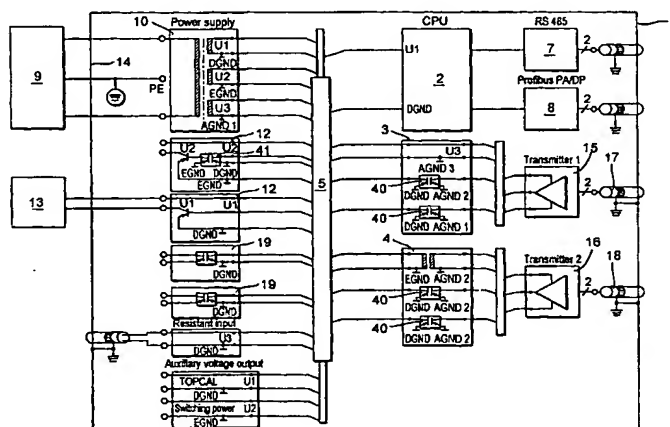 10 Power supply
CPU
RS 485
9
14
PE
U1
DGND
U2
EGND
U3
AGND 1
U1
2
DGND
7
2
Profibus PA/DP
8
2
12
U2
U2
41
EGND
DGND
EGND
12
U1
U1
DGND
13
19
DGND
19
DGND
Resistant input
U3
DGND
Auxiliary voltage output
TOPCAL
U1
DGND
Switching power
U2
EGND
5
3
U3
AGND 3
40
DGND
AGND 2
40
DGND
AGND 1
Transmitter 1
15
17
2
4
EGND
AGND 2
40
DGND
AGND 2
40
DGND
AGND 2
Transmitter 2
16
18
2